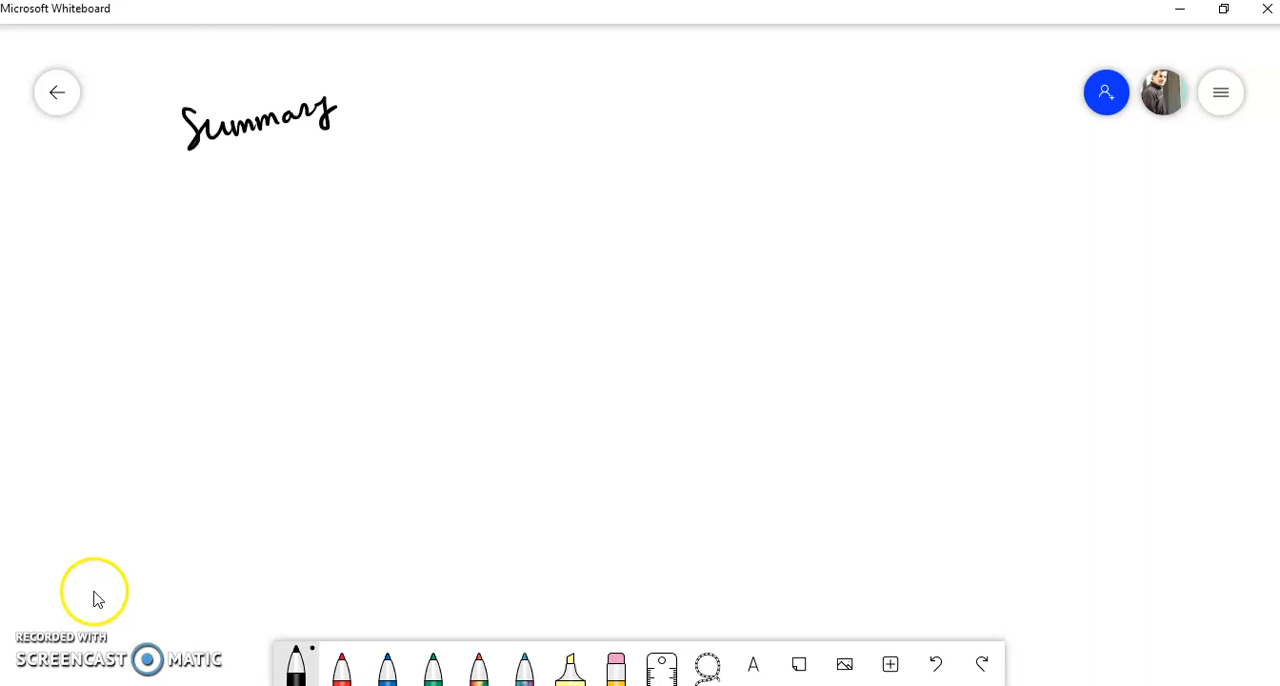 Microsoft Whiteboard
Summary
RECORDED WITH
SCREENCAST MATIC
A